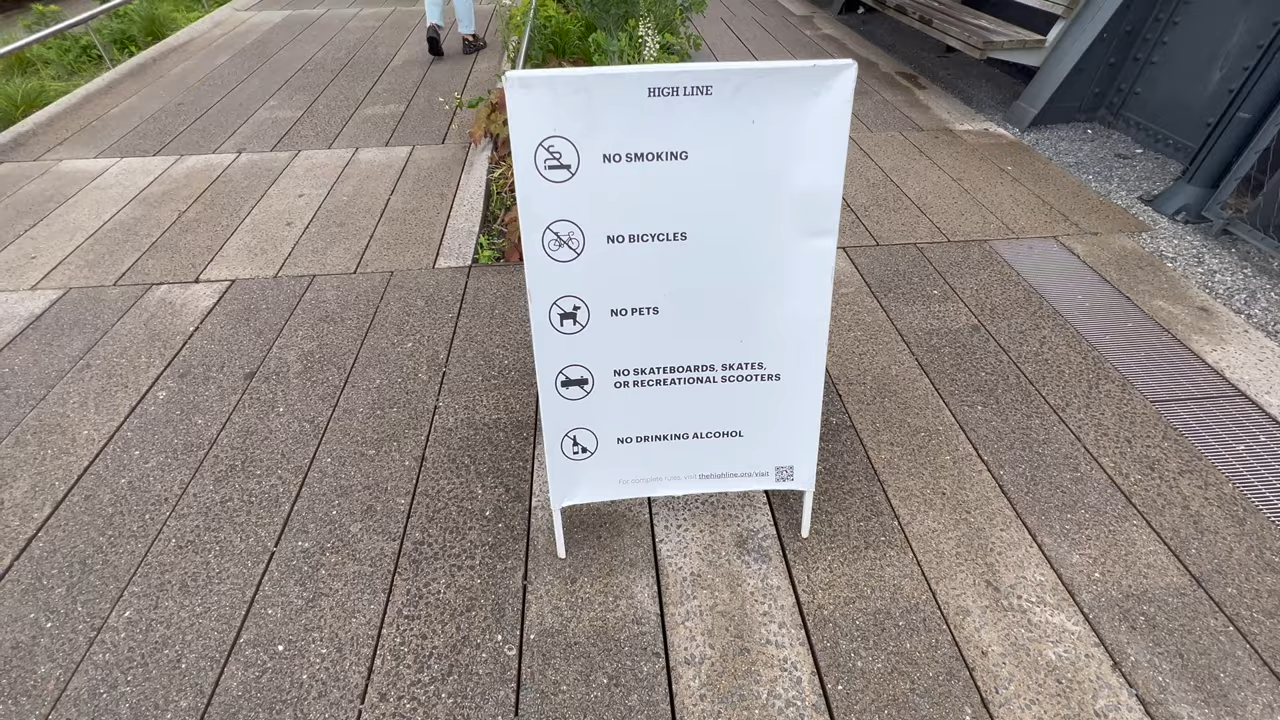 HIGH LINE
NO SMOKING
NO BICYCLES
NO PETS
NO SKATEBOARDS, SKATES,
OR RECREATIONAL SCOOTERS
NO DRINKING ALCOHOL
For complete rules, visit thehighline.org/visit